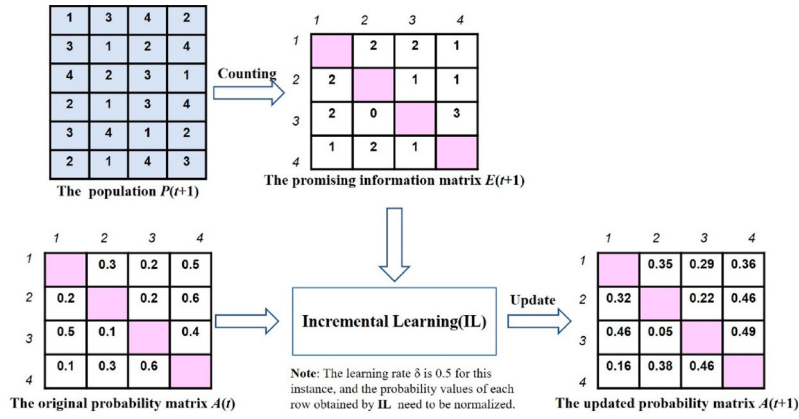 1 3 4 2
3 1 2 4
4 2 3 1
2 1 3 4
3 4 1 2
2 1 4 3
The population P(t+1)
Counting
1 2 3 4
1 2 2 1
2 2 1 1
3 2 0 3
4 1 2 1
The promising information matrix E(t+1)
1 2 3 4
1 0.3 0.2 0.5
2 0.2 0.2 0.6
3 0.5 0.1 0.4
4 0.1 0.3 0.6
The original probability matrix A(t)
Incremental Learning(IL)
Note: The learning rate δ is 0.5 for this
instance, and the probability values of each
row obtained by IL need to be normalized.
Update
1 2 3 4
1 0.35 0.29 0.36
2 0.32 0.22 0.46
3 0.46 0.05 0.49
4 0.16 0.38 0.46
The updated probability matrix A(t+1)